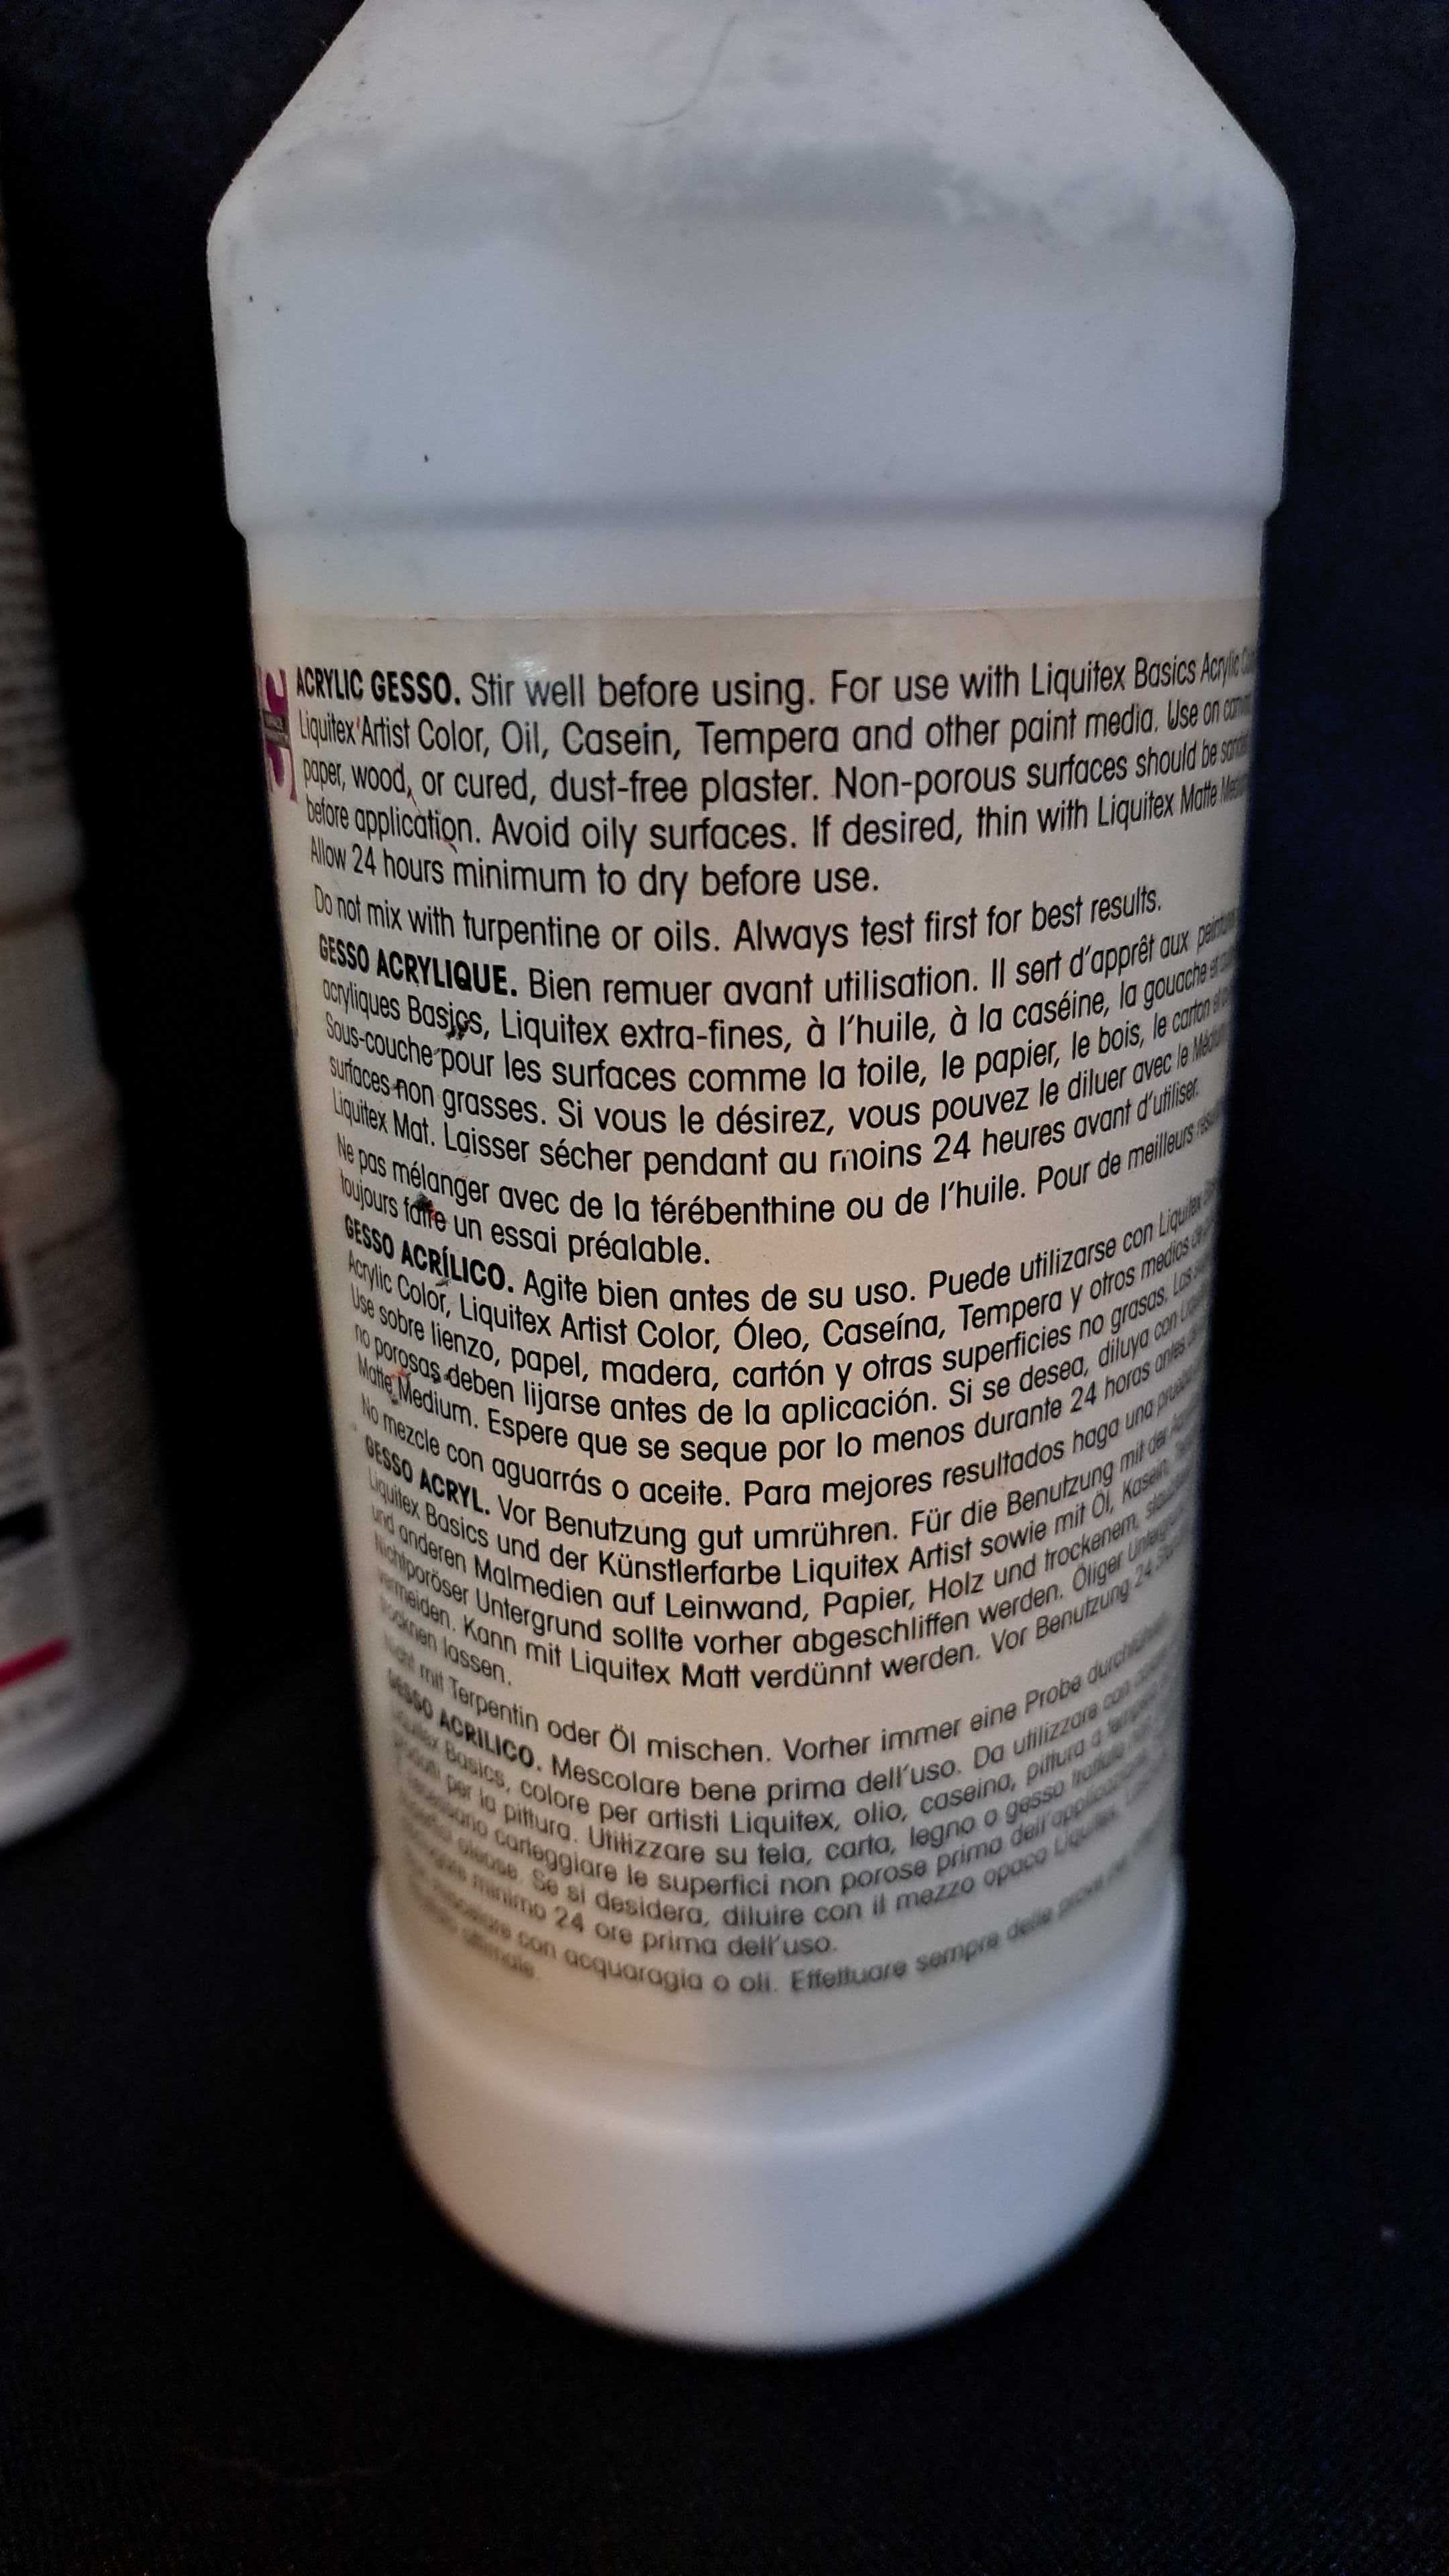 ACRYLIC GESSO. Stir well before using. For use with Liquitex Basics Acrylic
Liquitex Artist Color, Oil, Casein, Tempera and other paint media. Use on
paper, wood, or cured, dust-free plaster. Non-porous surfaces should be
before application. Avoid oily surfaces. If desired, thin with Liquitex Matte
Allow 24 hours minimum to dry before use.
Do not mix with turpentine or oils. Always test first for best results.
GESSO ACRYLIQUE. Bien remuer avant utilisation. Il sert d'apprêt aux
acryliques Basics, Liquitex extra-fines, à l'huile, à la caséine, la gouache et
Sous-couche pour les surfaces comme la toile, le papier, le bois, le carton et
surfaces non grasses. Si vous le désirez, vous pouvez le diluer avec le
Liquitex Mat. Laisser sécher pendant au moins 24 heures avant d'utiliser.
Ne pas mélanger avec de la térébenthine ou de l'huile. Pour de meilleurs
toujours faire un essai préalable.
GESSO ACRÍLICO. Agite bien antes de su uso. Puede utilizarse con Liquitex
Acrylic Color, Liquitex Artist Color, Óleo, Caseína, Tempera y otros medios de
Use sobre lienzo, papel, madera, cartón y otras superficies no grasas. Las
no porosas deben lijarse antes de la aplicación. Si se desea, diluya con
Matte Medium. Espere que se seque por lo menos durante 24 horas antes
No mezcle con aguarrás o aceite. Para mejores resultados haga una
GESSO ACRYL. Vor Benutzung gut umrühren. Für die Benutzung mit der
Liquitex Basics und der Künstlerfarbe Liquitex Artist sowie mit Öl, Kasein,
und anderen Malmedien auf Leinwand, Papier, Holz und trockenem,
Nichtporöser Untergrund sollte vorher abgeschliffen werden. Öliger
vermeiden. Kann mit Liquitex Matt verdünnt werden. Vor Benutzung 24
trocknen lassen.
Nicht mit Terpentin oder Öl mischen. Vorher immer eine Probe
GESSO ACRILICO. Mescolare bene prima dell'uso. Da utilizzare con
Liquitex Basics, colore per artisti Liquitex, olio, caseina, pittura a tempera
per la pittura. Utilizzare su tela, carta, legno o gesso
carteggiare le superfici non porose prima dell'applicazione.
oleose. Se si desidera, diluire con il mezzo opaco Liquitex.
minimo 24 ore prima dell'uso.
con acquaragia o oli. Effettuare sempre delle